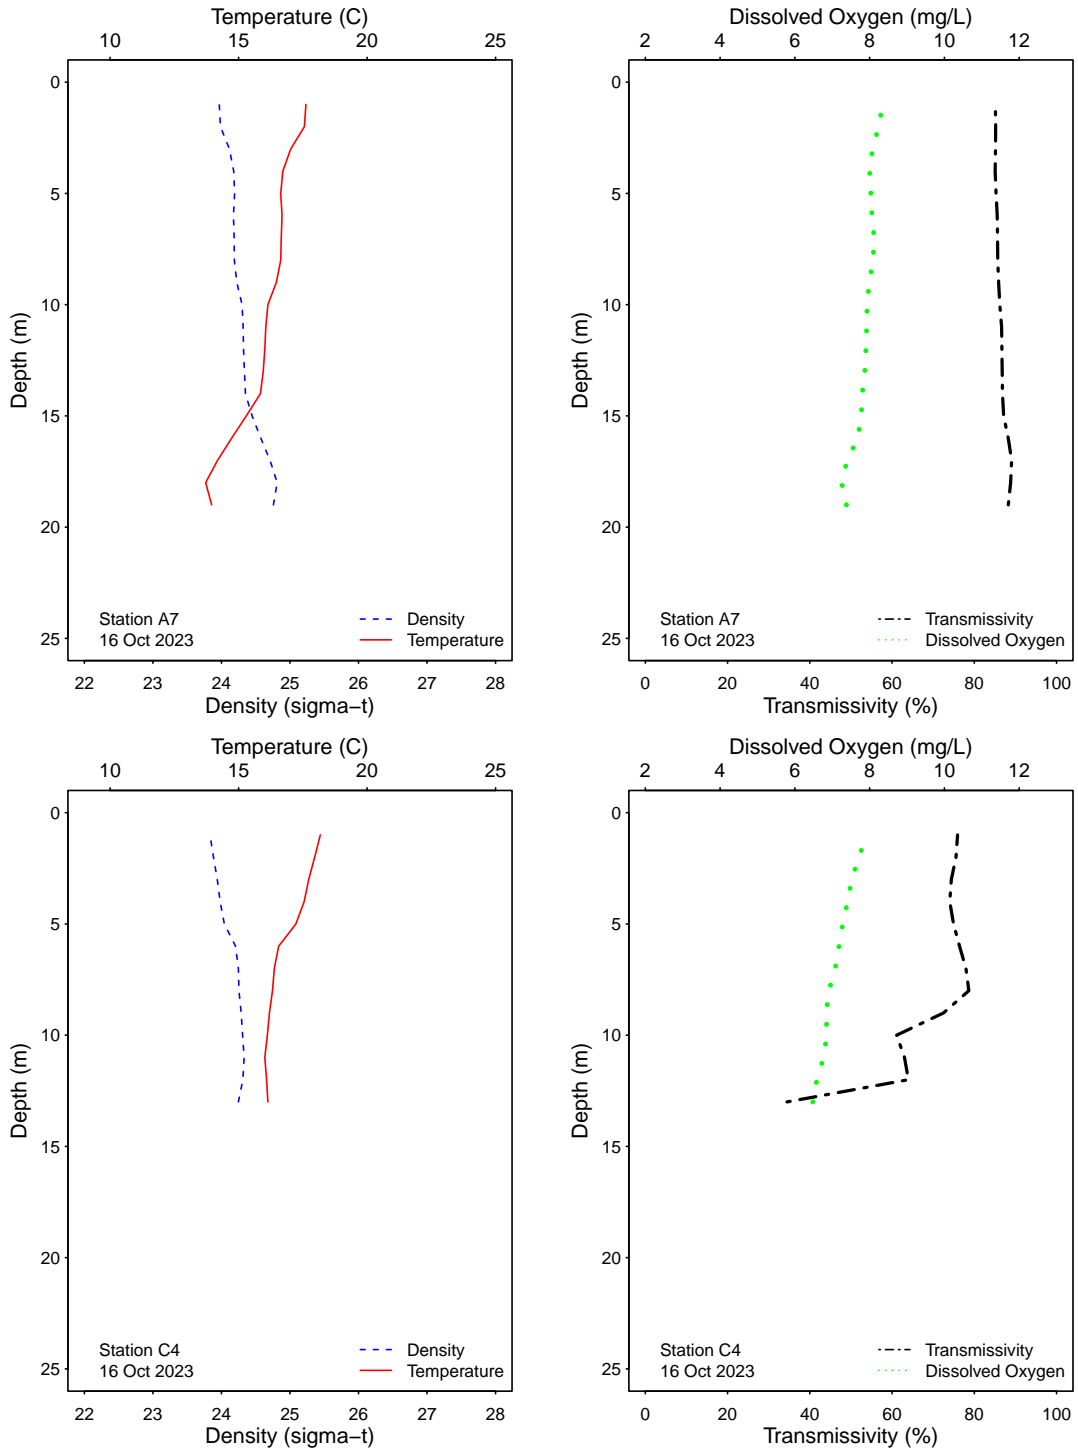 Temperature (C)
10 15 20 25
0
5
10
15
20
25
Depth (m)
Station A7
16 Oct 2023
Density
Temperature
22 23 24 25 26 27 28
Density (sigma−t)
Dissolved Oxygen (mg/L)
2 4 6 8 10 12
0
5
10
15
20
25
Depth (m)
Station A7
16 Oct 2023
Transmissivity
Dissolved Oxygen
0 20 40 60 80 100
Transmissivity (%)
Temperature (C)
10 15 20 25
0
5
10
15
20
25
Depth (m)
Station C4
16 Oct 2023
Density
Temperature
22 23 24 25 26 27 28
Density (sigma−t)
Dissolved Oxygen (mg/L)
2 4 6 8 10 12
0
5
10
15
20
25
Depth (m)
Station C4
16 Oct 2023
Transmissivity
Dissolved Oxygen
0 20 40 60 80 100
Transmissivity (%)